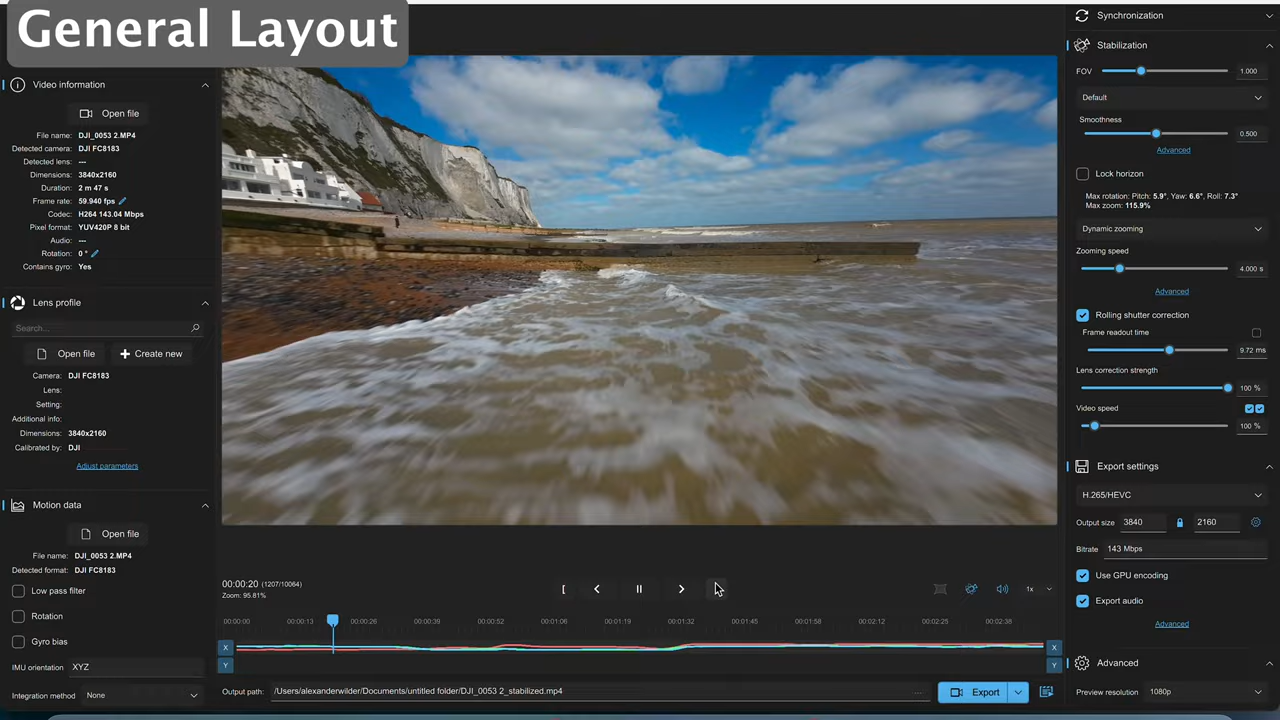 General Layout
Video information
Open file
File name: DJI_0053 2.MP4
Detected camera: DJI FC8183
Detected lens: ---
Dimensions: 3840x2160
Duration: 2 m 47 s
Frame rate: 59.940 fps
Codec: H264 143.04 Mbps
Pixel format: YUV420P 8 bit
Audio: ---
Rotation: 0 °
Contains gyro: Yes
Lens profile
Search...
Open file Create new
Camera: DJI FC8183
Lens:
Setting:
Additional info:
Dimensions: 3840x2160
Calibrated by: DJI
Adjust parameters
Motion data
Open file
File name: DJI_0053 2.MP4
Detected format: DJI FC8183
Low pass filter
Rotation
Gyro bias
IMU orientation XYZ
Integration method None
00:00:20 (1207/10064)
Zoom: 95.81%
[
1x
00:00:00 00:00:13 00:00:26 00:00:39 00:00:52 00:01:06 00:01:19 00:01:32 00:01:45 00:01:58 00:02:12 00:02:25 00:02:38
X X
Y Y
Output path: /Users/alexanderwilder/Documents/untitled folder/DJI_0053 2_stabilized.mp4 ... Export
Synchronization
Stabilization
FOV 1.000
Default
Smoothness
0.500
Advanced
Lock horizon
Max rotation: Pitch: 5.9°, Yaw: 6.6°, Roll: 7.3°
Max zoom: 115.9%
Dynamic zooming
Zooming speed
4.000 s
Advanced
Rolling shutter correction
Frame readout time
9.72 ms
Lens correction strength
100 %
Video speed
100 %
Export settings
H.265/HEVC
Output size 3840 2160
Bitrate 143 Mbps
Use GPU encoding
Export audio
Advanced
Advanced
Preview resolution 1080p